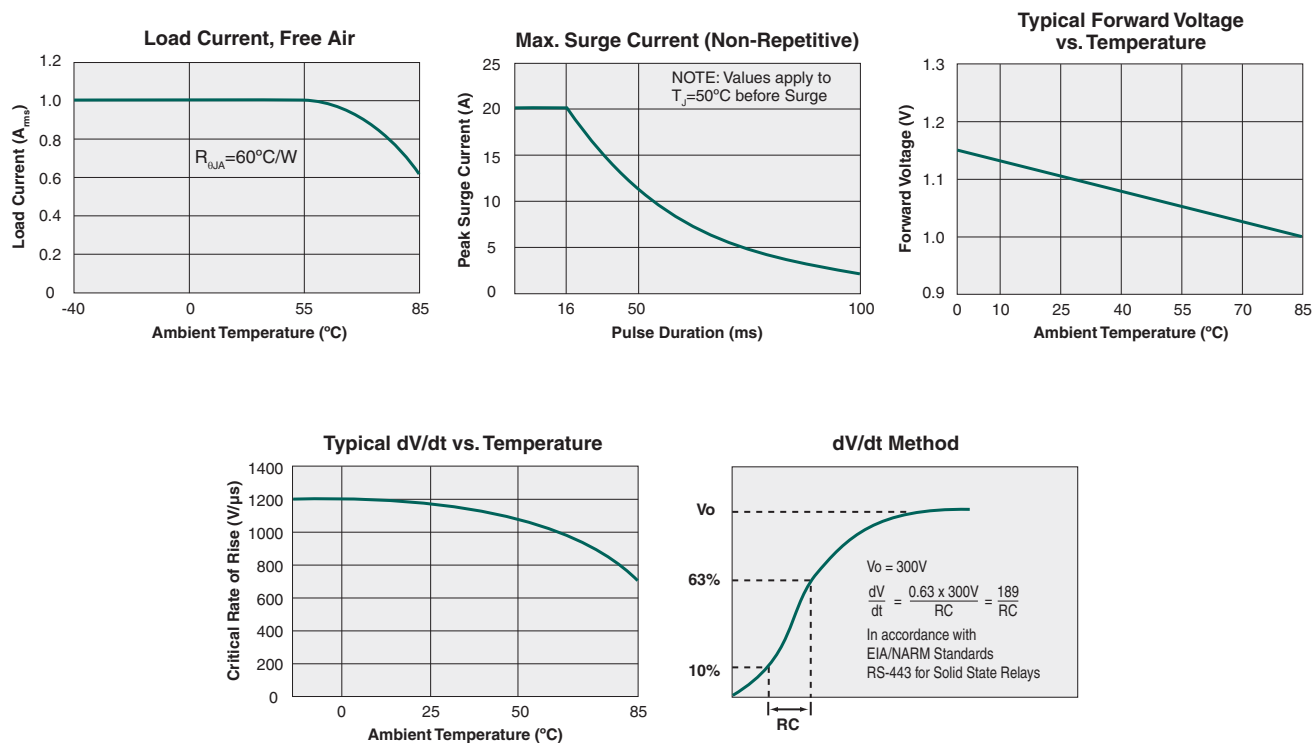 Load Current, Free Air
1.2
1.0
0.8
0.6
0.4
0.2
0
Load Current (Arms)
RθJA=60ºC/W
-40 0 55 85
Ambient Temperature (ºC)
Max. Surge Current (Non-Repetitive)
25
20
15
10
5
0
Peak Surge Current (A)
NOTE: Values apply to
TJ=50ºC before Surge
16 50 100
Pulse Duration (ms)
Typical Forward Voltage
vs. Temperature
1.3
1.2
1.1
1.0
0.9
Forward Voltage (V)
0 10 25 40 55 70 85
Ambient Temperature (ºC)
Typical dV/dt vs. Temperature
1400
1200
1000
800
600
400
200
0
Critical Rate of Rise (V/µs)
0 25 50 85
Ambient Temperature (ºC)
dV/dt Method
Vo
63%
10%
RC
Vo = 300V
dV/dt = 0.63 x 300V/RC = 189/RC
In accordance with
EIA/NARM Standards
RS-443 for Solid State Relays